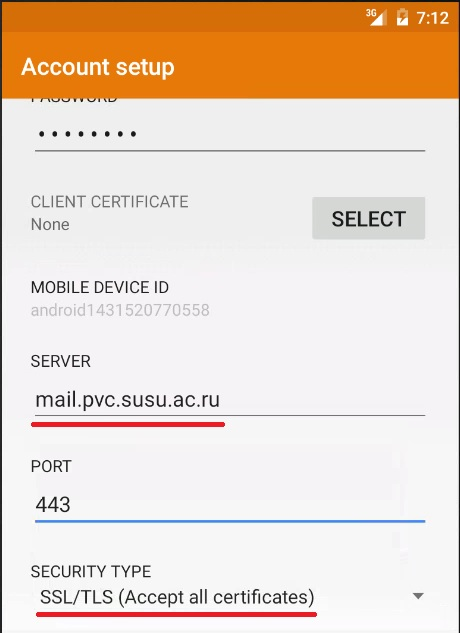 3G 7:12
Account setup
PASSWORD
••••••••
CLIENT CERTIFICATE
None
SELECT
MOBILE DEVICE ID
android1431520770558
SERVER
mail.pvc.susu.ac.ru
PORT
443
SECURITY TYPE
SSL/TLS (Accept all certificates)